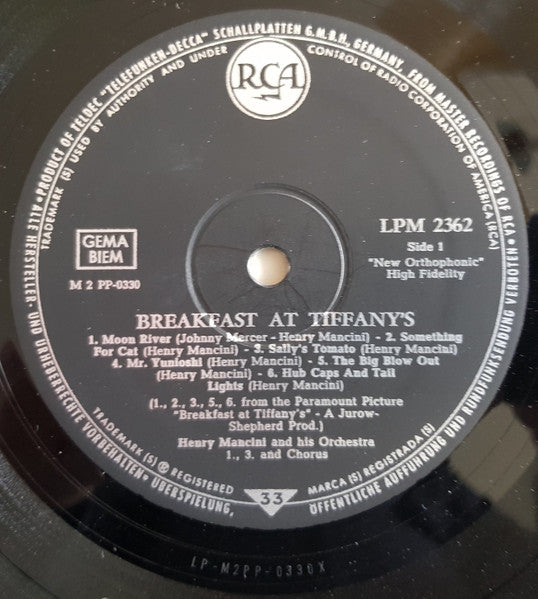 PRODUCT OF TELDEC "TELEFUNKEN-DECCA" SCHALLPLATTEN G.M.B.H., GERMANY, FROM MASTER RECORDINGS OF RCA
TRADEMARK (S) USED BY AUTHORITY AND UNDER CONTROL OF RADIO CORPORATION OF AMERICA (RCA)
RCA
GEMA
BIEM
M 2 PP-0330
LPM 2362
Side 1
"New Orthophonic"
High Fidelity
BREAKFAST AT TIFFANY'S
1. Moon River (Johnny Mercer - Henry Mancini) - 2. Something
For Cat (Henry Mancini) - 3. Sally's Tomato (Henry Mancini)
4. Mr. Yunioshi (Henry Mancini) - 5. The Big Blow Out
(Henry Mancini) - 6. Hub Caps And Tail
Lights (Henry Mancini)
(1., 2., 3., 5., 6. from the Paramount Picture
"Breakfast at Tiffany's" - A Jurow-
Shepherd Prod.)
Henry Mancini and his Orchestra
1., 3. and Chorus
TRADEMARK (S) ® REGISTERED
MARCA (S) REGISTRADA (S)
33
ALLE HERSTELLER- UND URHEBERRECHTE VORBEHALTEN • ÜBERSPIELUNG, ÖFFENTLICHE AUFFÜHRUNG UND RUNDFUNKSENDUNG VERBOTEN
LP-M2PP-0330X